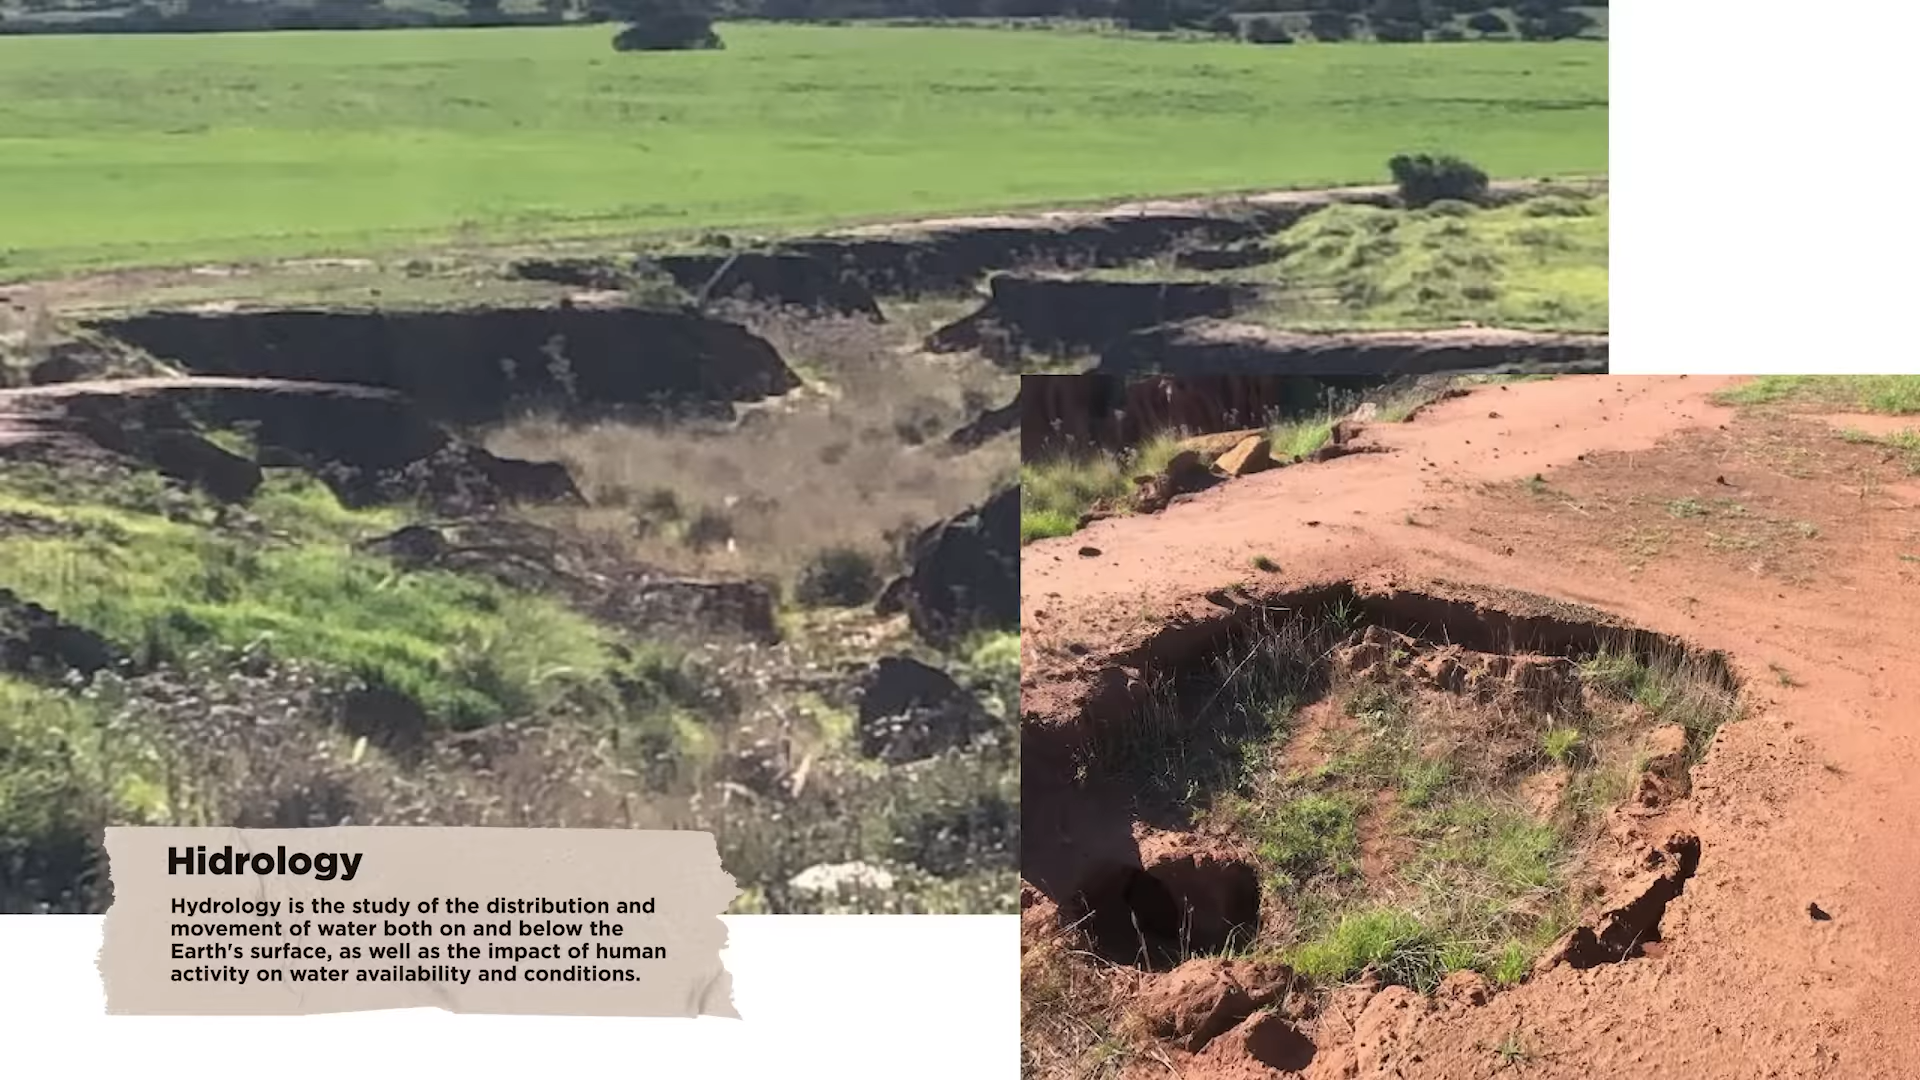 Hidrology
Hydrology is the study of the distribution and
movement of water both on and below the
Earth's surface, as well as the impact of human
activity on water availability and conditions.